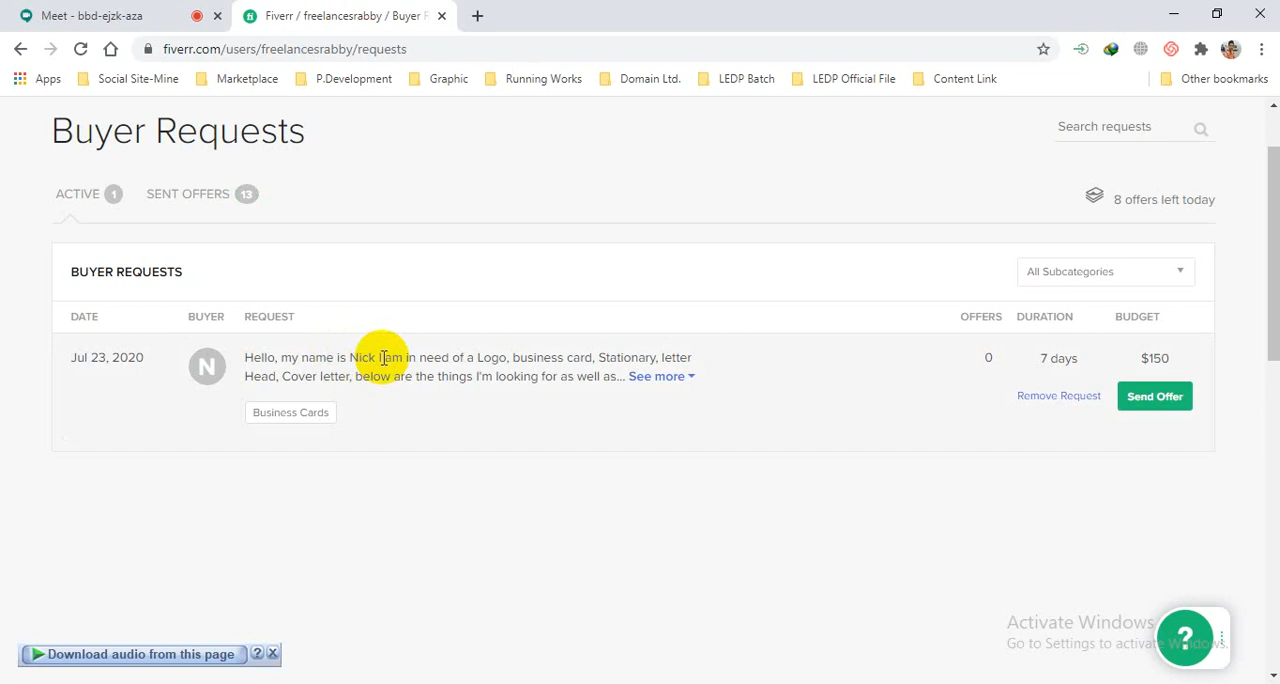 Meet - bbd-ejzk-aza
Fiverr / freelancesrabby / Buyer R
fiverr.com/users/freelancesrabby/requests
Apps Social Site-Mine Marketplace P.Development Graphic Running Works Domain Ltd. LEDP Batch LEDP Official File Content Link Other bookmarks
Buyer Requests
Search requests
ACTIVE 1 SENT OFFERS 13
8 offers left today
BUYER REQUESTS
All Subcategories
DATE BUYER REQUEST OFFERS DURATION BUDGET
Jul 23, 2020 N Hello, my name is Nick I am in need of a Logo, business card, Stationary, letter 0 7 days $150
Head, Cover letter, below are the things I'm looking for as well as... See more
Remove Request Send Offer
Business Cards
Activate Windows
Go to Settings to activate Windows.
?
Download audio from this page ? X